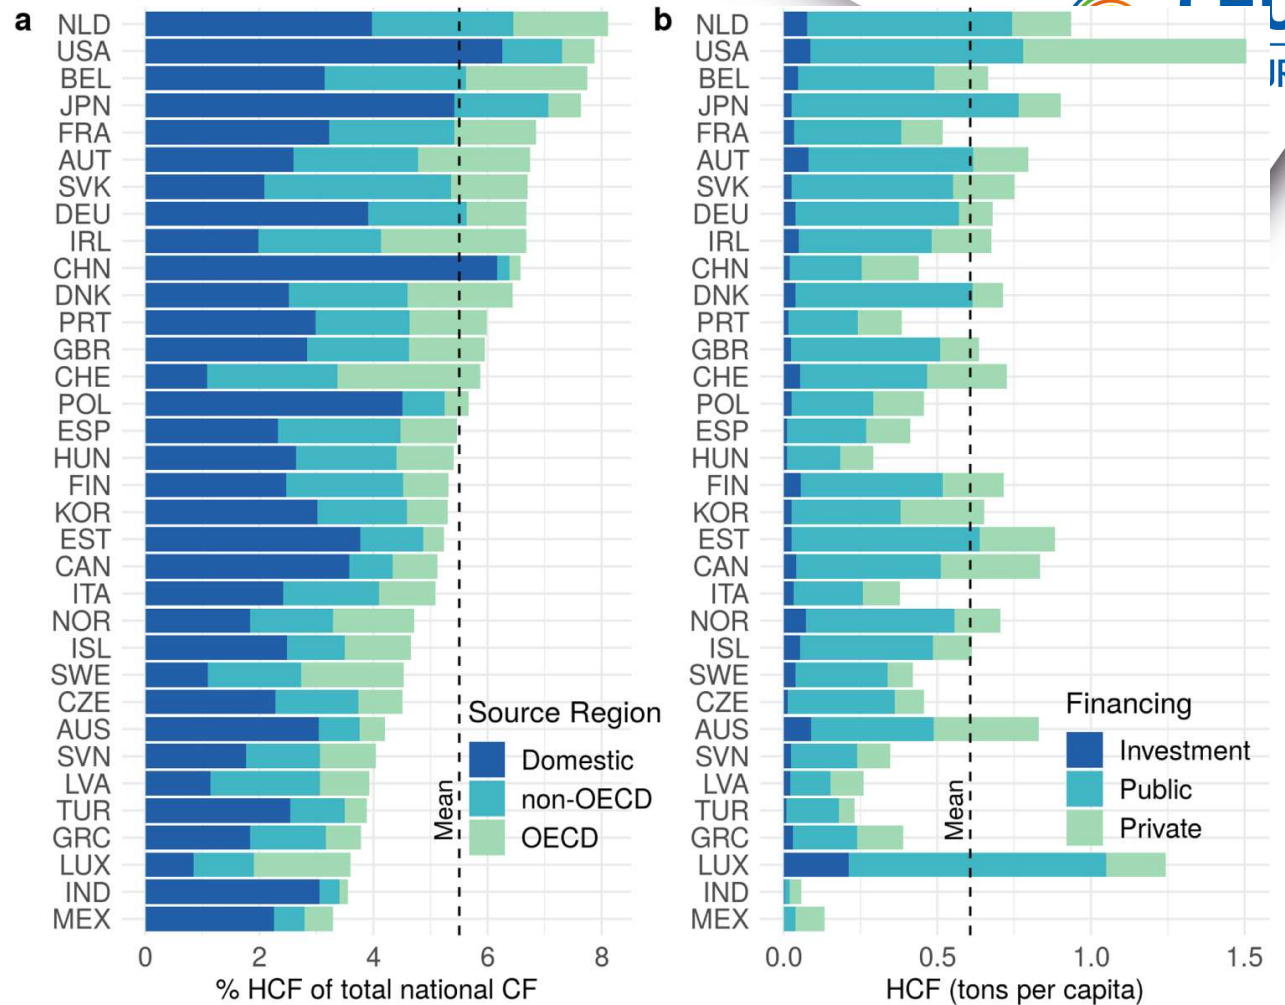 a
NLD
USA
BEL
JPN
FRA
AUT
SVK
DEU
IRL
CHN
DNK
PRT
GBR
CHE
POL
ESP
HUN
FIN
KOR
EST
CAN
ITA
NOR
ISL
SWE
CZE
AUS
SVN
LVA
TUR
GRC
LUX
IND
MEX
Source Region
Domestic
non-OECD
OECD
Mean
0 2 4 6 8
% HCF of total national CF
b
NLD
USA
BEL
JPN
FRA
AUT
SVK
DEU
IRL
CHN
DNK
PRT
GBR
CHE
POL
ESP
HUN
FIN
KOR
EST
CAN
ITA
NOR
ISL
SWE
CZE
AUS
SVN
LVA
TUR
GRC
LUX
IND
MEX
Financing
Investment
Public
Private
Mean
0.0 0.5 1.0 1.5
HCF (tons per capita)